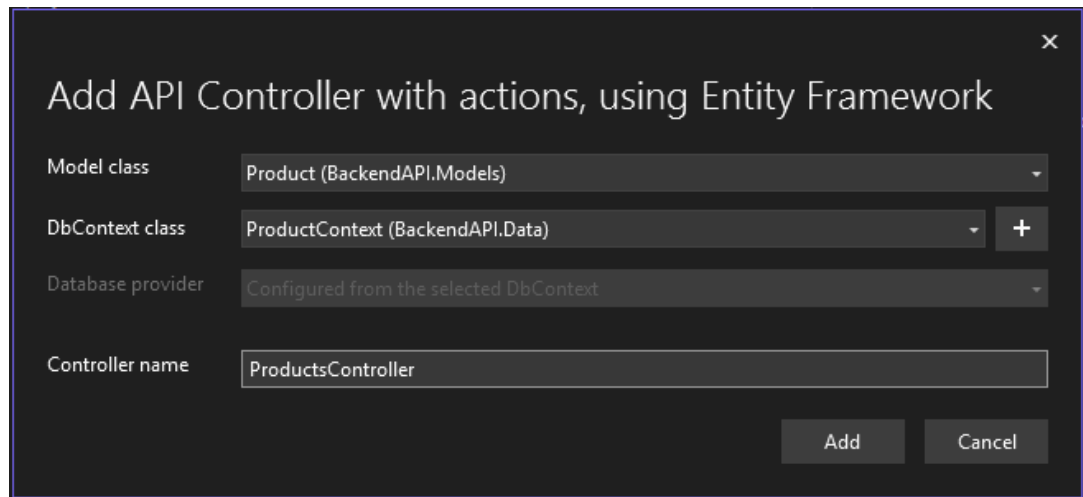 Add API Controller with actions, using Entity Framework
Model class
Product (BackendAPI.Models)
DbContext class
ProductContext (BackendAPI.Data)
Database provider
Configured from the selected DbContext
Controller name
ProductsController
Add
Cancel